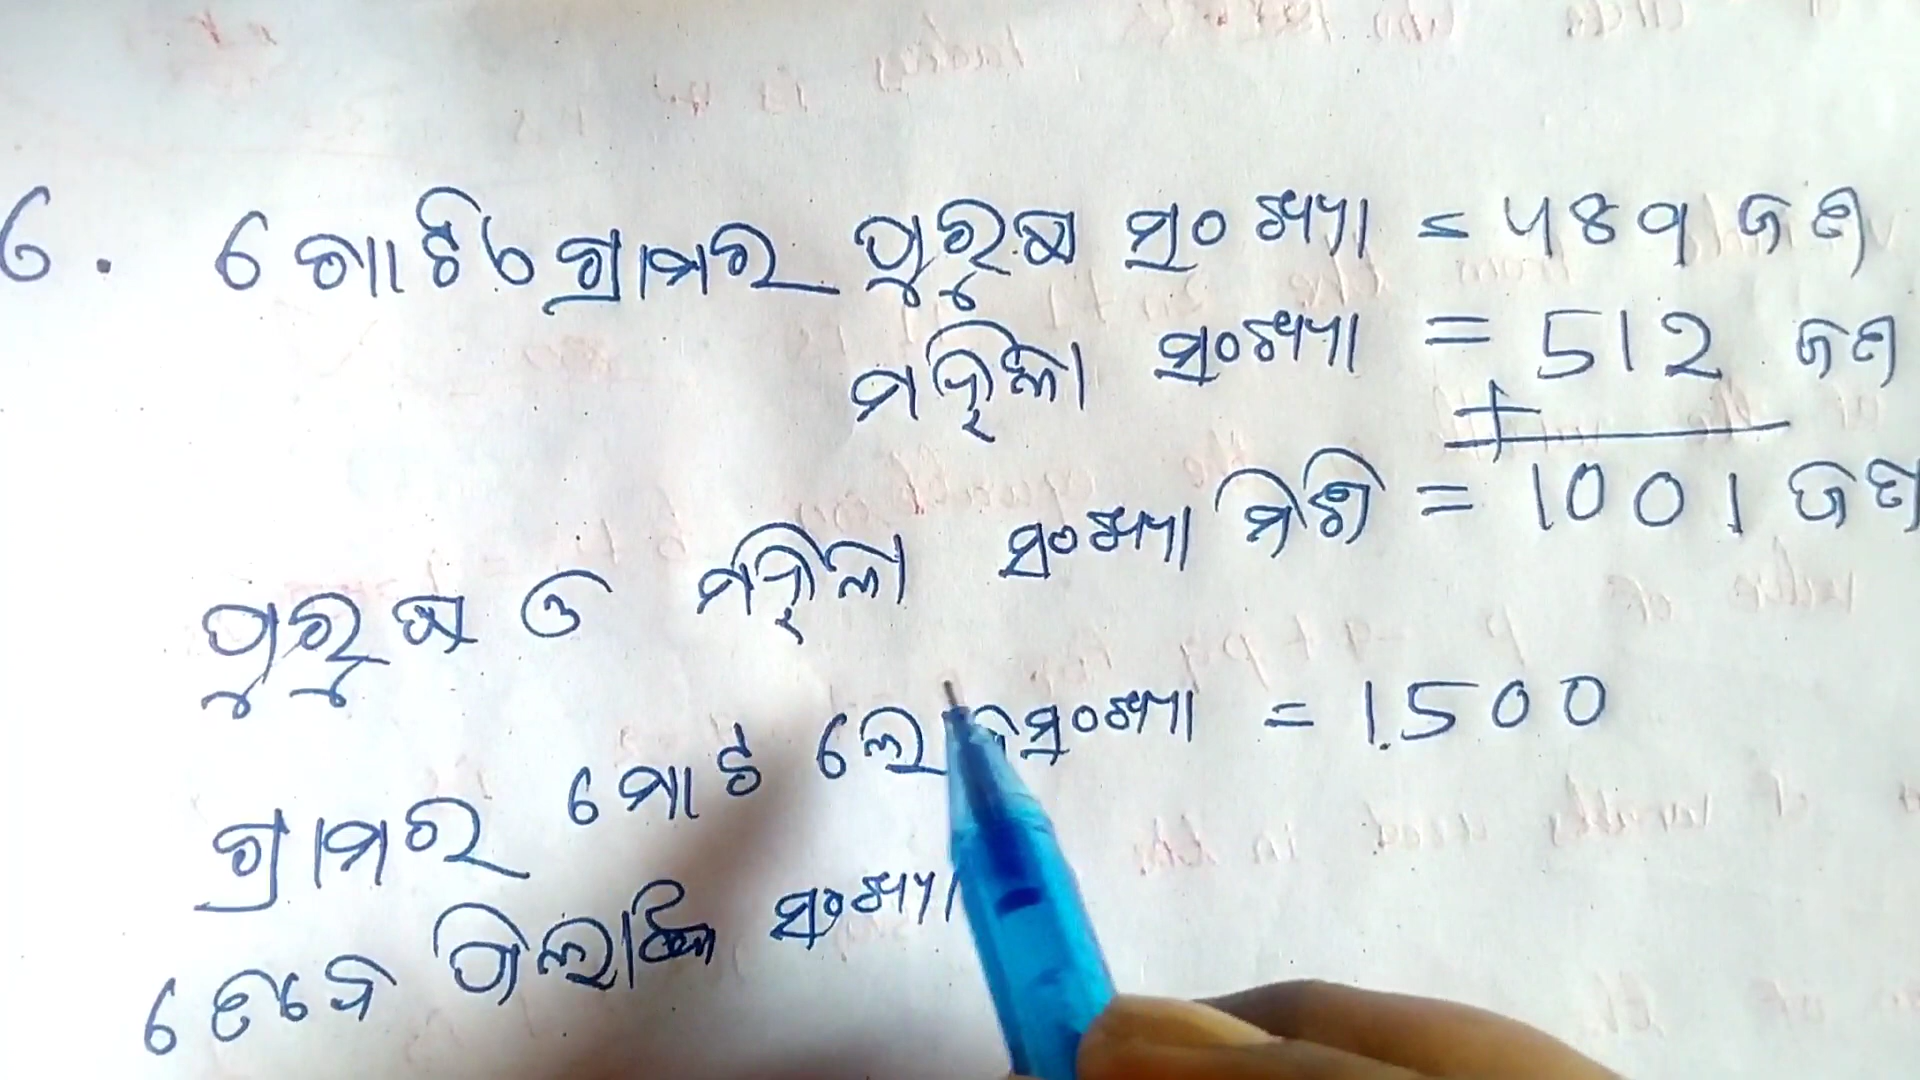 6. ଗୋଟିଏ ଗ୍ରାମର ପୁରୁଷ ସଂଖ୍ୟା = 489 ଜଣ
ମହିଳା ସଂଖ୍ୟା = 512 ଜଣ
+
ପୁରୁଷ ଓ ମହିଳା ସଂଖ୍ୟା ମିଶି = 1001 ଜଣ
ଗ୍ରାମର ମୋଟ ଲୋକସଂଖ୍ୟା = 1500
ତେବେ ପିଲାଙ୍କ ସଂଖ୍ୟା